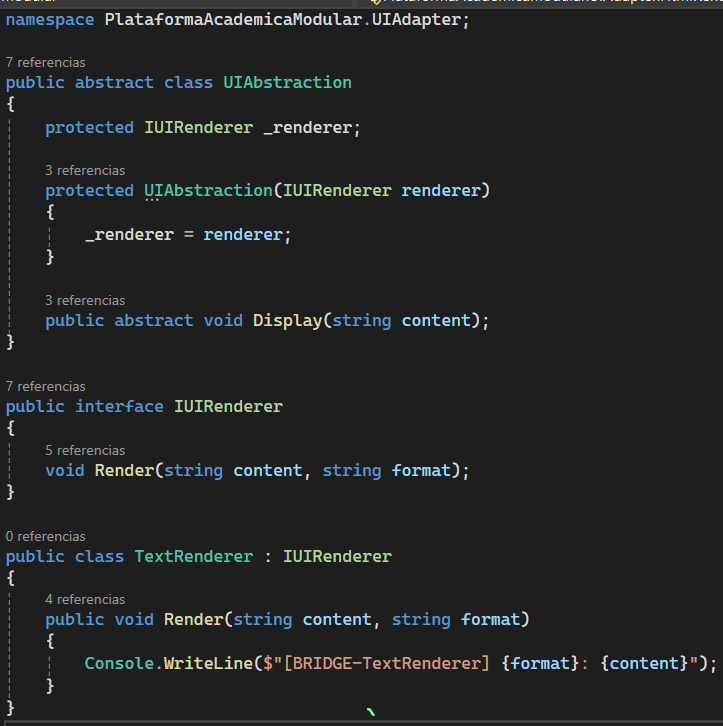 namespace PlataformaAcademicaModular.UIAdapter;
7 referencias
public abstract class UIAbstraction
{
    protected IUIRenderer _renderer;
    3 referencias
    protected UIAbstraction(IUIRenderer renderer)
    {
        _renderer = renderer;
    }
    3 referencias
    public abstract void Display(string content);
}
7 referencias
public interface IUIRenderer
{
    5 referencias
    void Render(string content, string format);
}
0 referencias
public class TextRenderer : IUIRenderer
{
    4 referencias
    public void Render(string content, string format)
    {
        Console.WriteLine($"[BRIDGE-TextRenderer] {format}: {content}");
    }
}